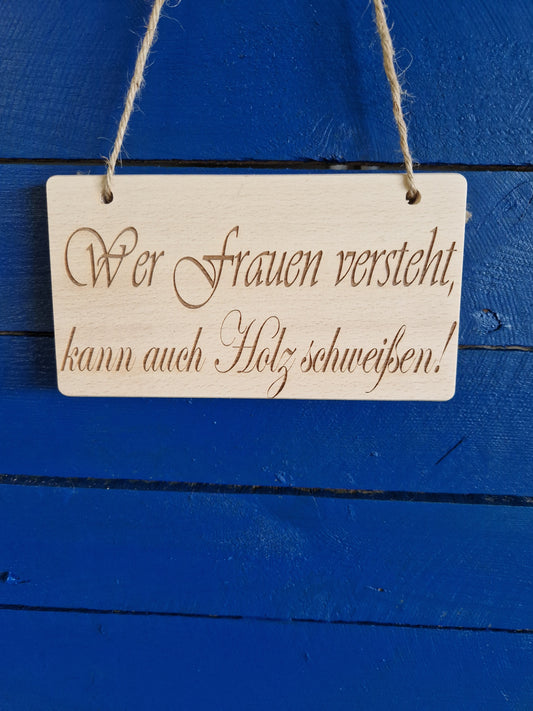 Wer Frauen versteht,
kann auch Holz schweißen!